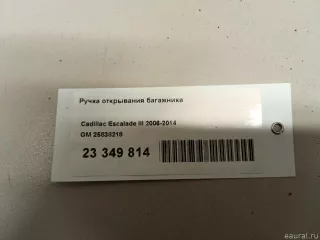 Ручка открывания багажника
Cadillac Escalade III 2006-2014
GM 25838218
23 349 814
eaural.ru